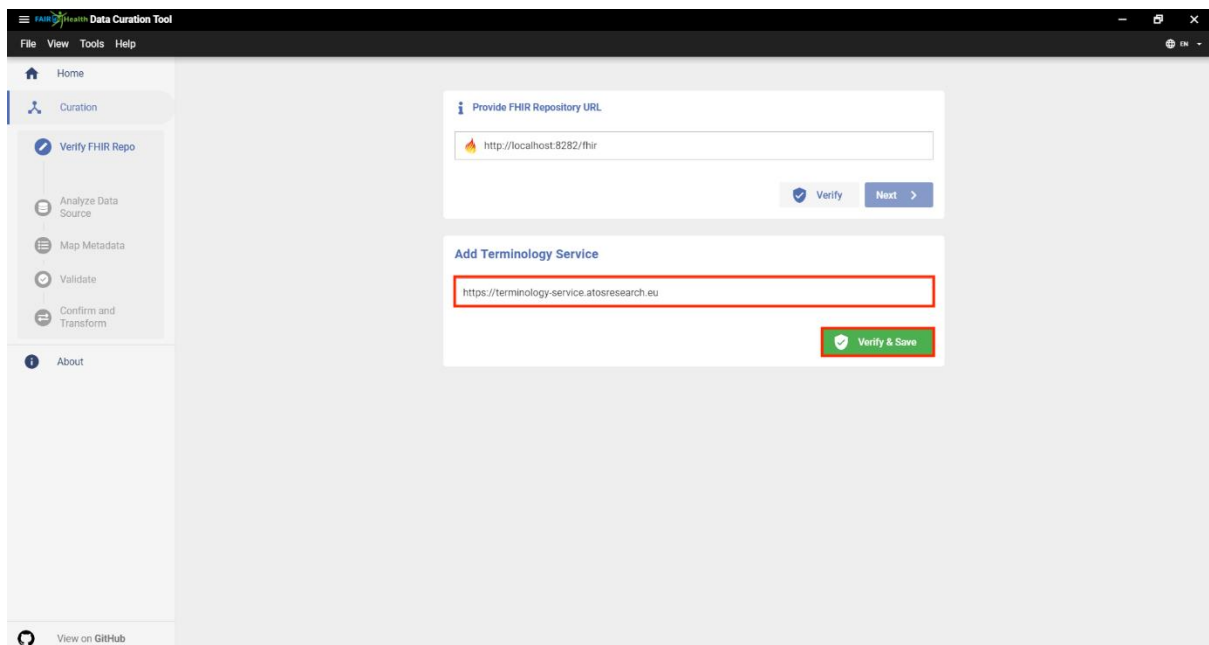 FAIR4Health Data Curation Tool
File View Tools Help
EN
Home
Curation
Verify FHIR Repo
Analyze Data
Source
Map Metadata
Validate
Confirm and
Transform
About
View on GitHub
Provide FHIR Repository URL
http://localhost:8282/fhir
Verify
Next
Add Terminology Service
https://terminology-service.atosresearch.eu
Verify & Save